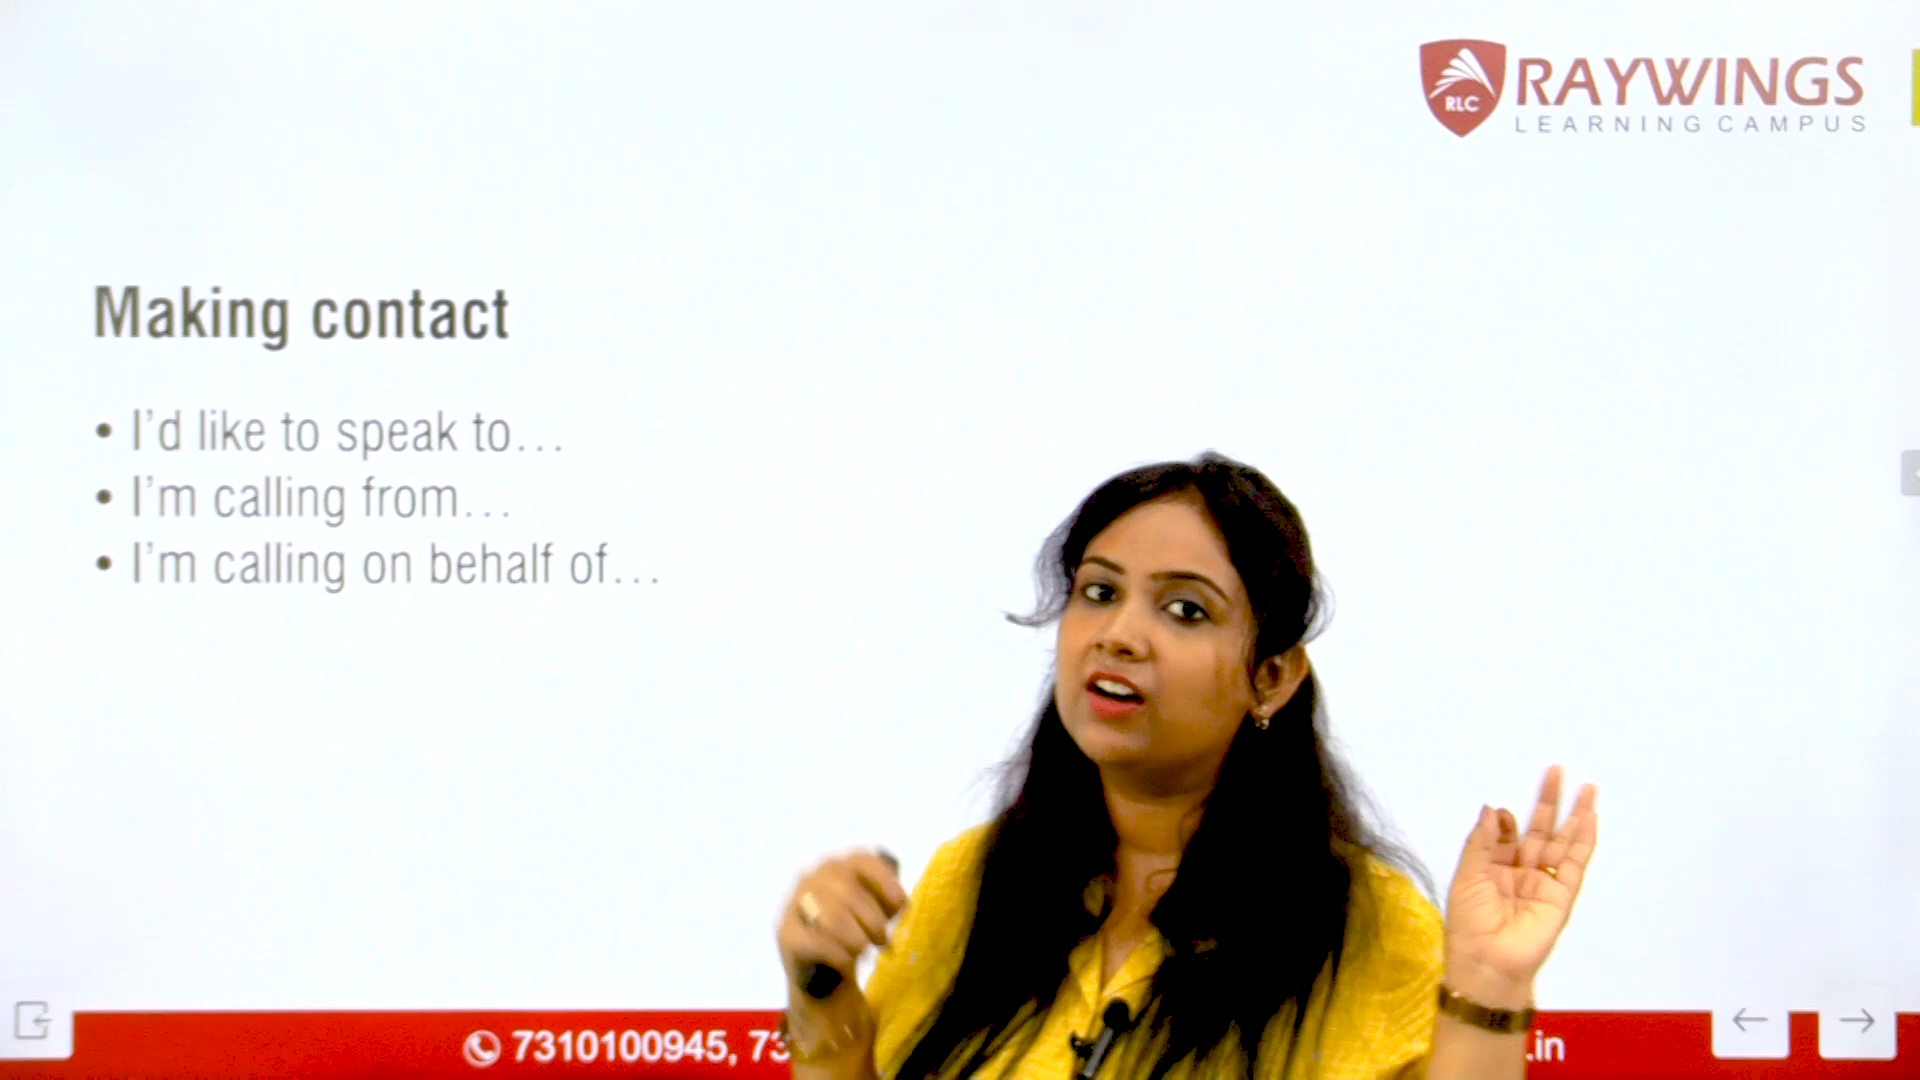 RLC
RAYWINGS
LEARNING CAMPUS
Making contact
• I'd like to speak to...
• I'm calling from...
• I'm calling on behalf of...
7310100945, 73
.in